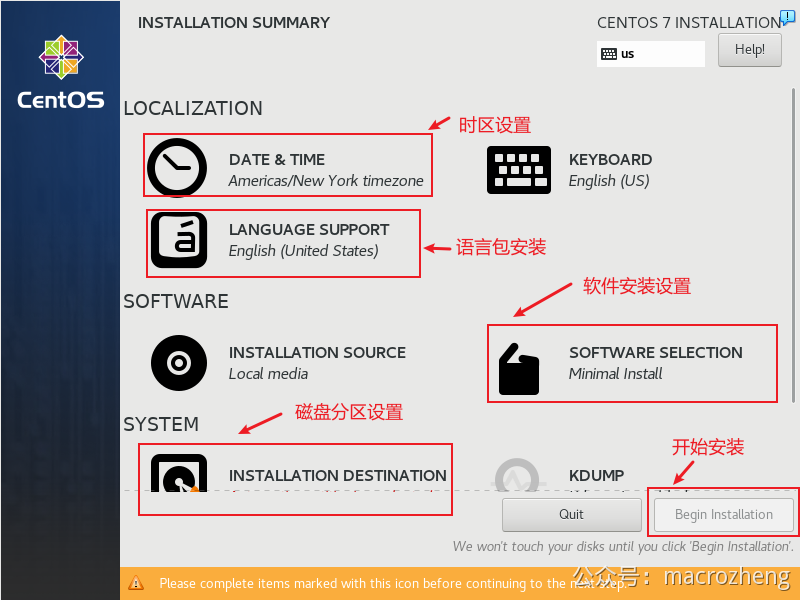 INSTALLATION SUMMARY
CENTOS 7 INSTALLATION
us
Help!
CentOS
LOCALIZATION
时区设置
DATE & TIME
Americas/New York timezone
KEYBOARD
English (US)
á
LANGUAGE SUPPORT
English (United States)
语言包安装
软件安装设置
SOFTWARE
INSTALLATION SOURCE
Local media
SOFTWARE SELECTION
Minimal Install
磁盘分区设置
SYSTEM
开始安装
INSTALLATION DESTINATION
KDUMP
Quit
Begin Installation
We won't touch your disks until you click 'Begin Installation'.
Please complete items marked with this icon before continuing to the next step.
公众号：macrozheng